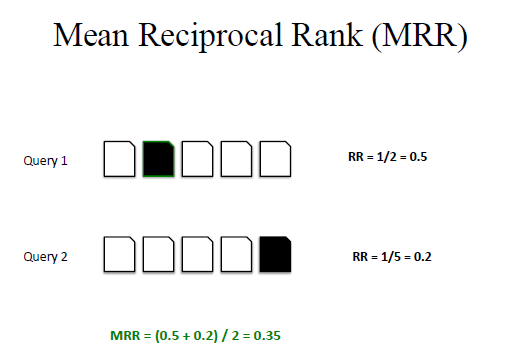 Mean Reciprocal Rank (MRR)
Query 1
RR = 1/2 = 0.5
Query 2
RR = 1/5 = 0.2
MRR = (0.5 + 0.2) / 2 = 0.35